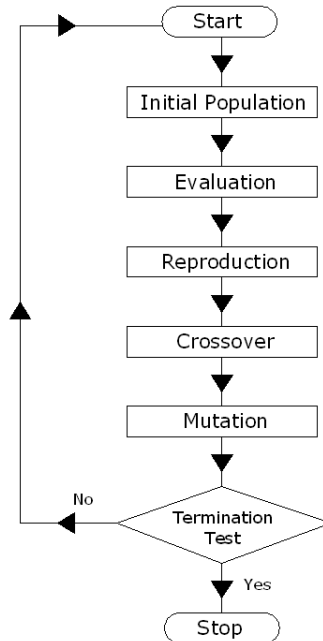 Start
Initial Population
Evaluation
Reproduction
Crossover
Mutation
Termination
Test
No
Yes
Stop